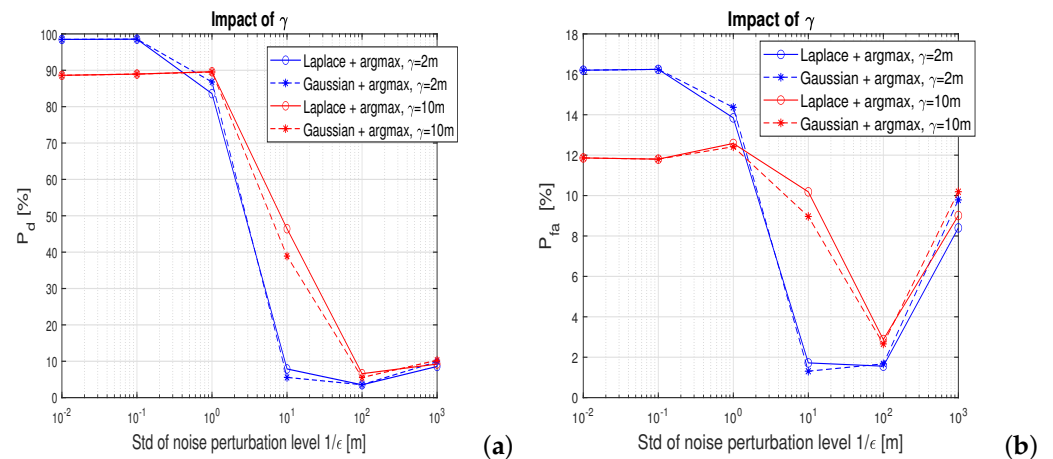 Impact of γ
100
90
80
70
60
50
40
30
20
10
0
P_d [%]
10^-2
10^-1
10^0
10^1
10^2
10^3
Std of noise perturbation level 1/ϵ [m]
Laplace + argmax, γ=2m
Gaussian + argmax, γ=2m
Laplace + argmax, γ=10m
Gaussian + argmax, γ=10m
(a)
Impact of γ
18
16
14
12
10
8
6
4
2
0
P_fa [%]
10^-2
10^-1
10^0
10^1
10^2
10^3
Std of noise perturbation level 1/ϵ [m]
Laplace + argmax, γ=2m
Gaussian + argmax, γ=2m
Laplace + argmax, γ=10m
Gaussian + argmax, γ=10m
(b)